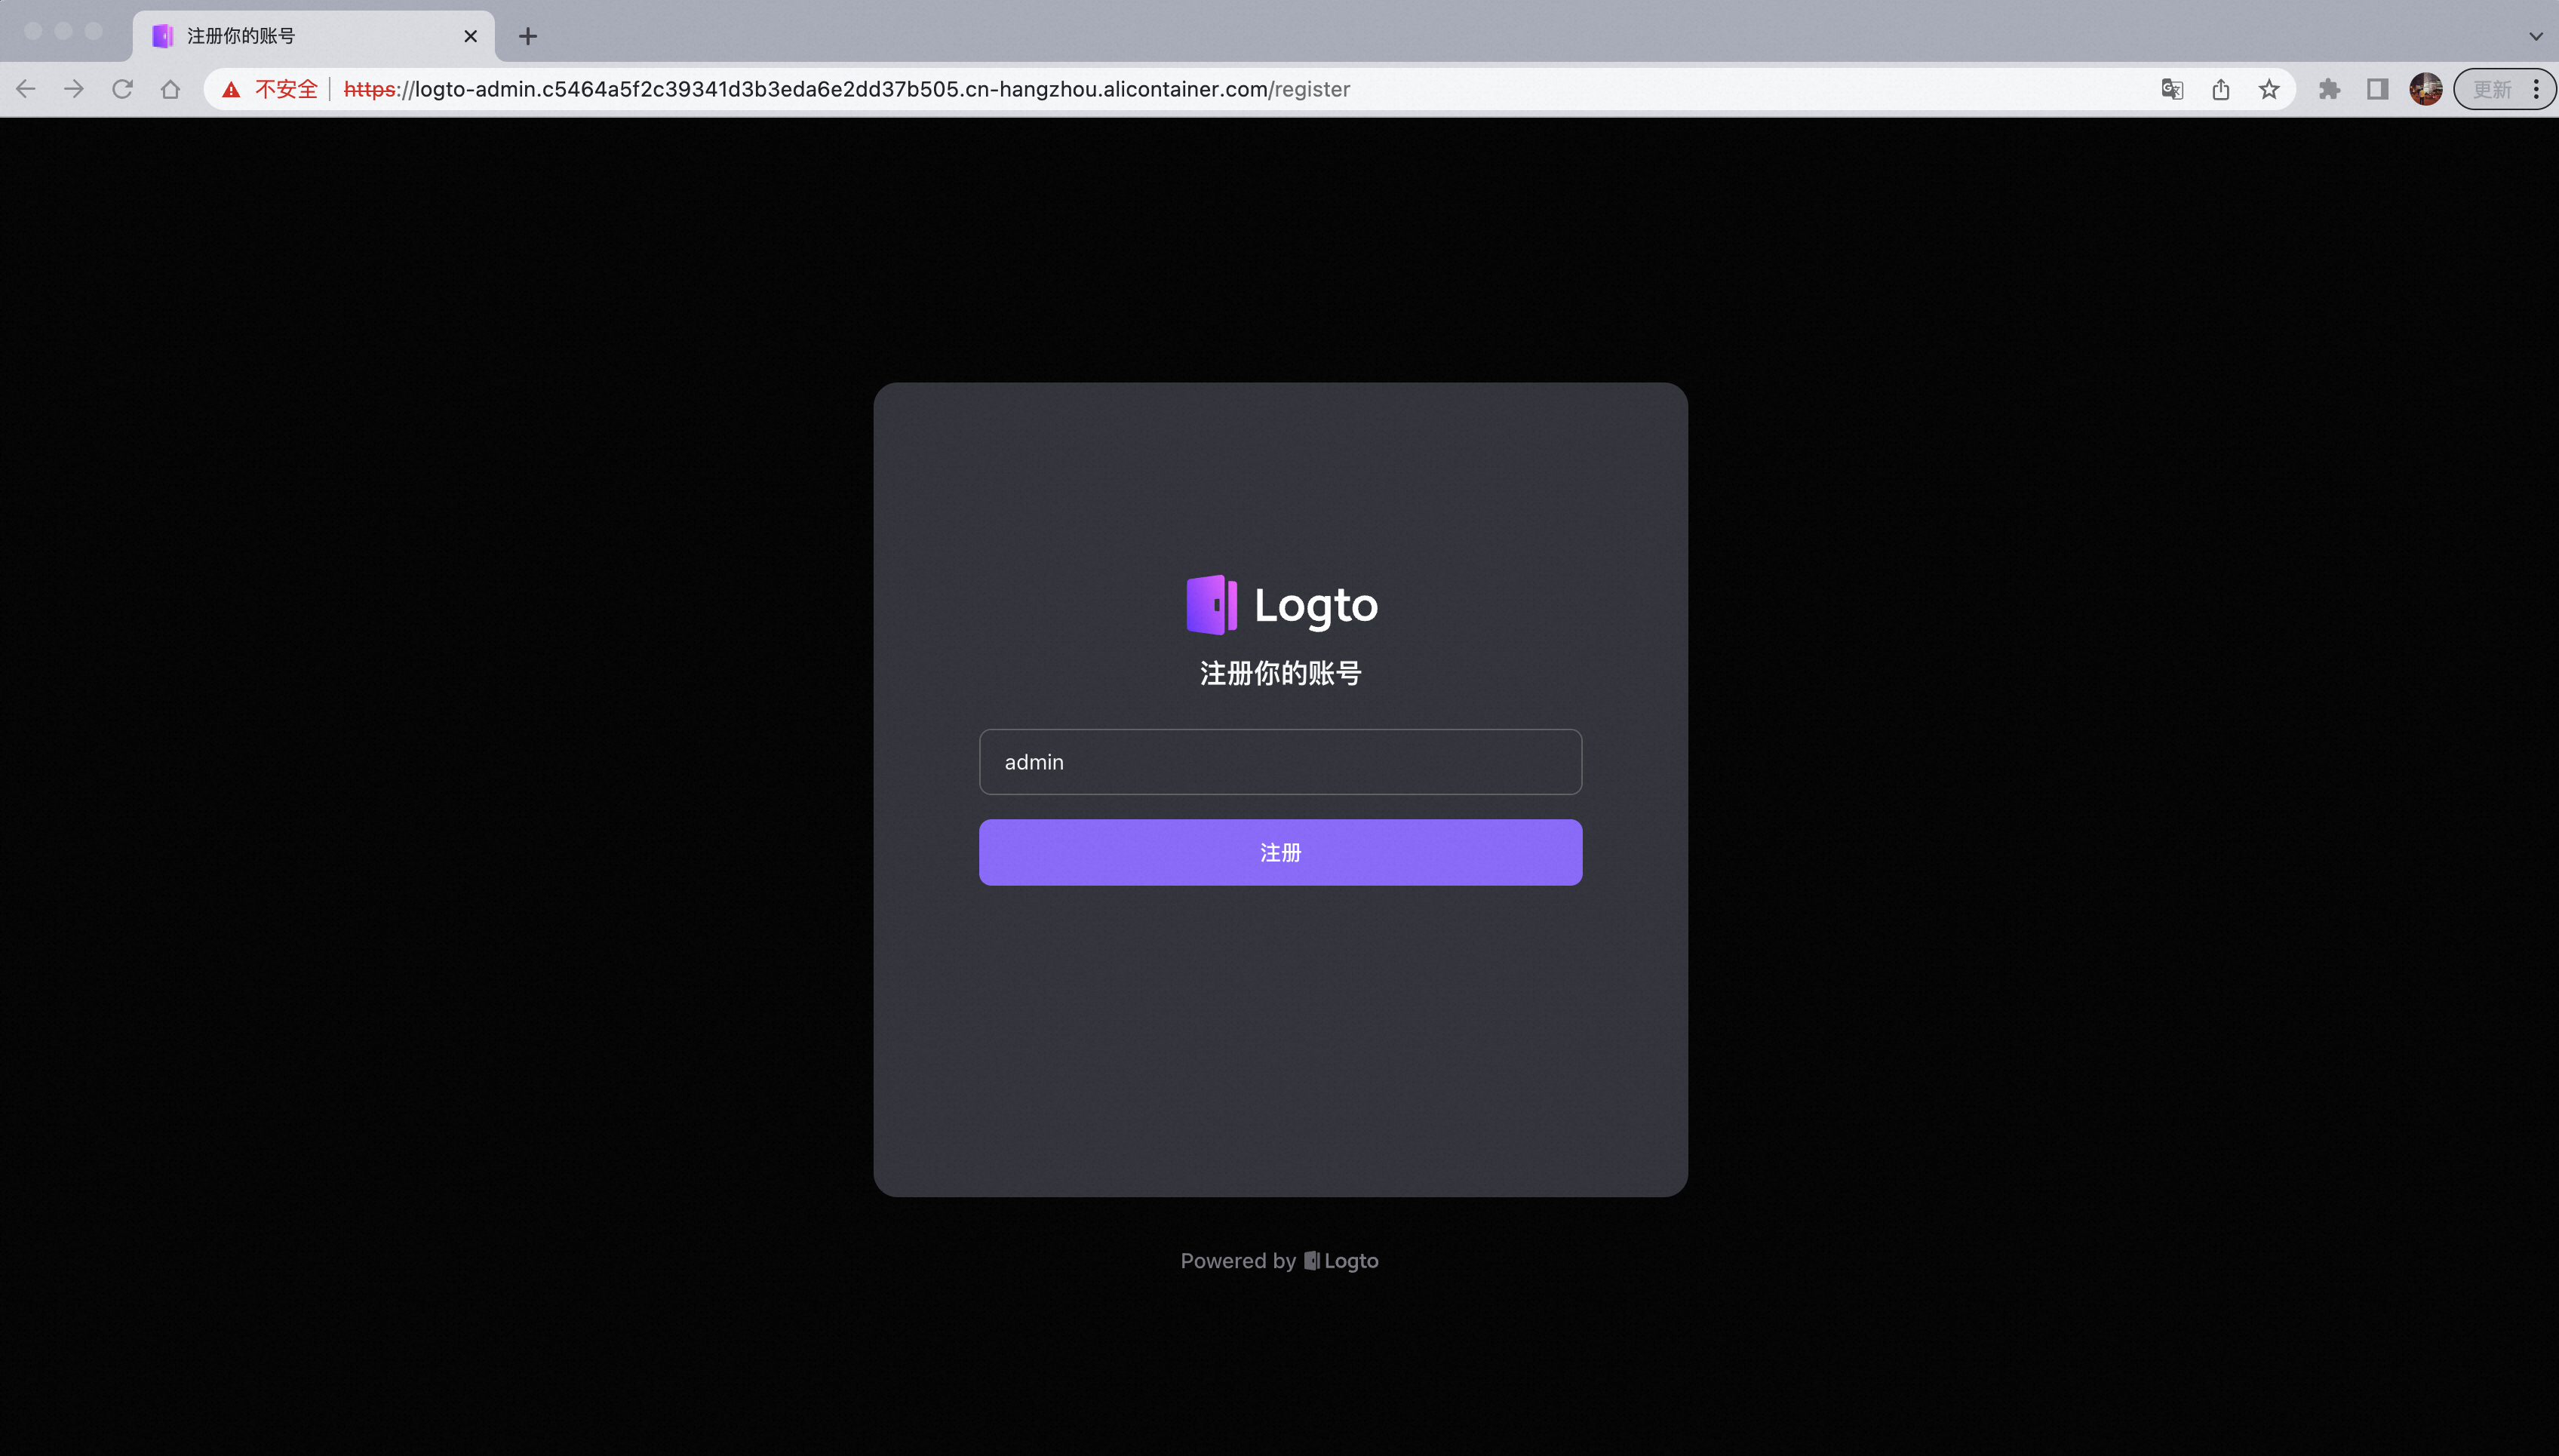 注册你的账号
不安全 https://logto-admin.c5464a5f2c39341d3b3eda6e2dd37b505.cn-hangzhou.alicontainer.com/register
更新
Logto
注册你的账号
admin
注册
Powered by Logto